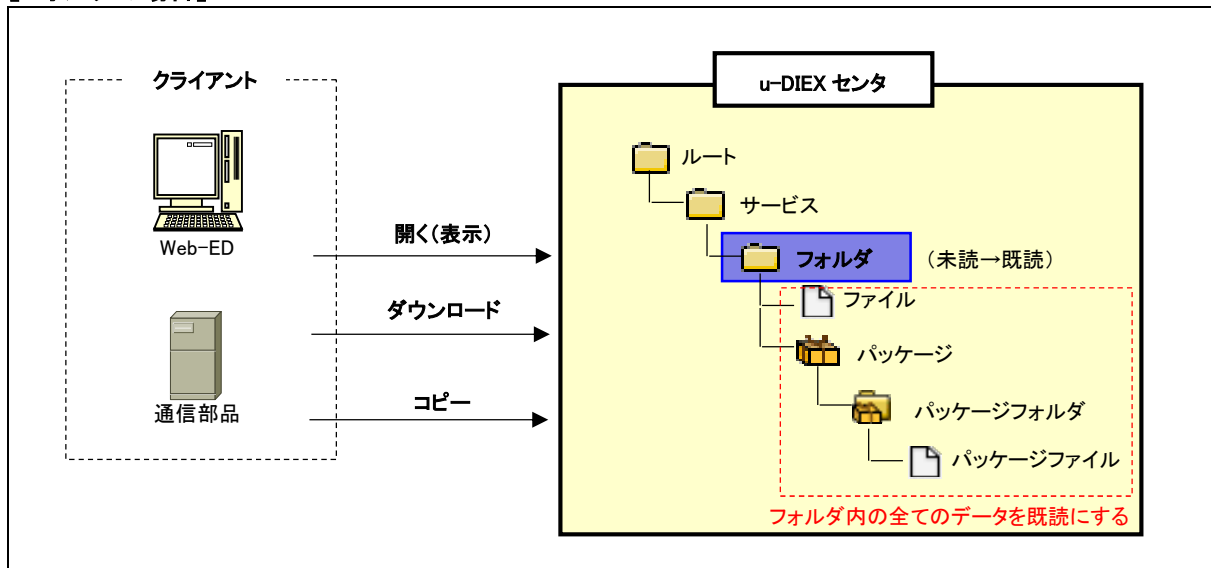 クライアント
u-DIEX センタ
ルート
サービス
Web-ED
開く(表示)
フォルダ
(未読→既読)
ファイル
ダウンロード
パッケージ
通信部品
コピー
パッケージフォルダ
パッケージファイル
フォルダ内の全てのデータを既読にする